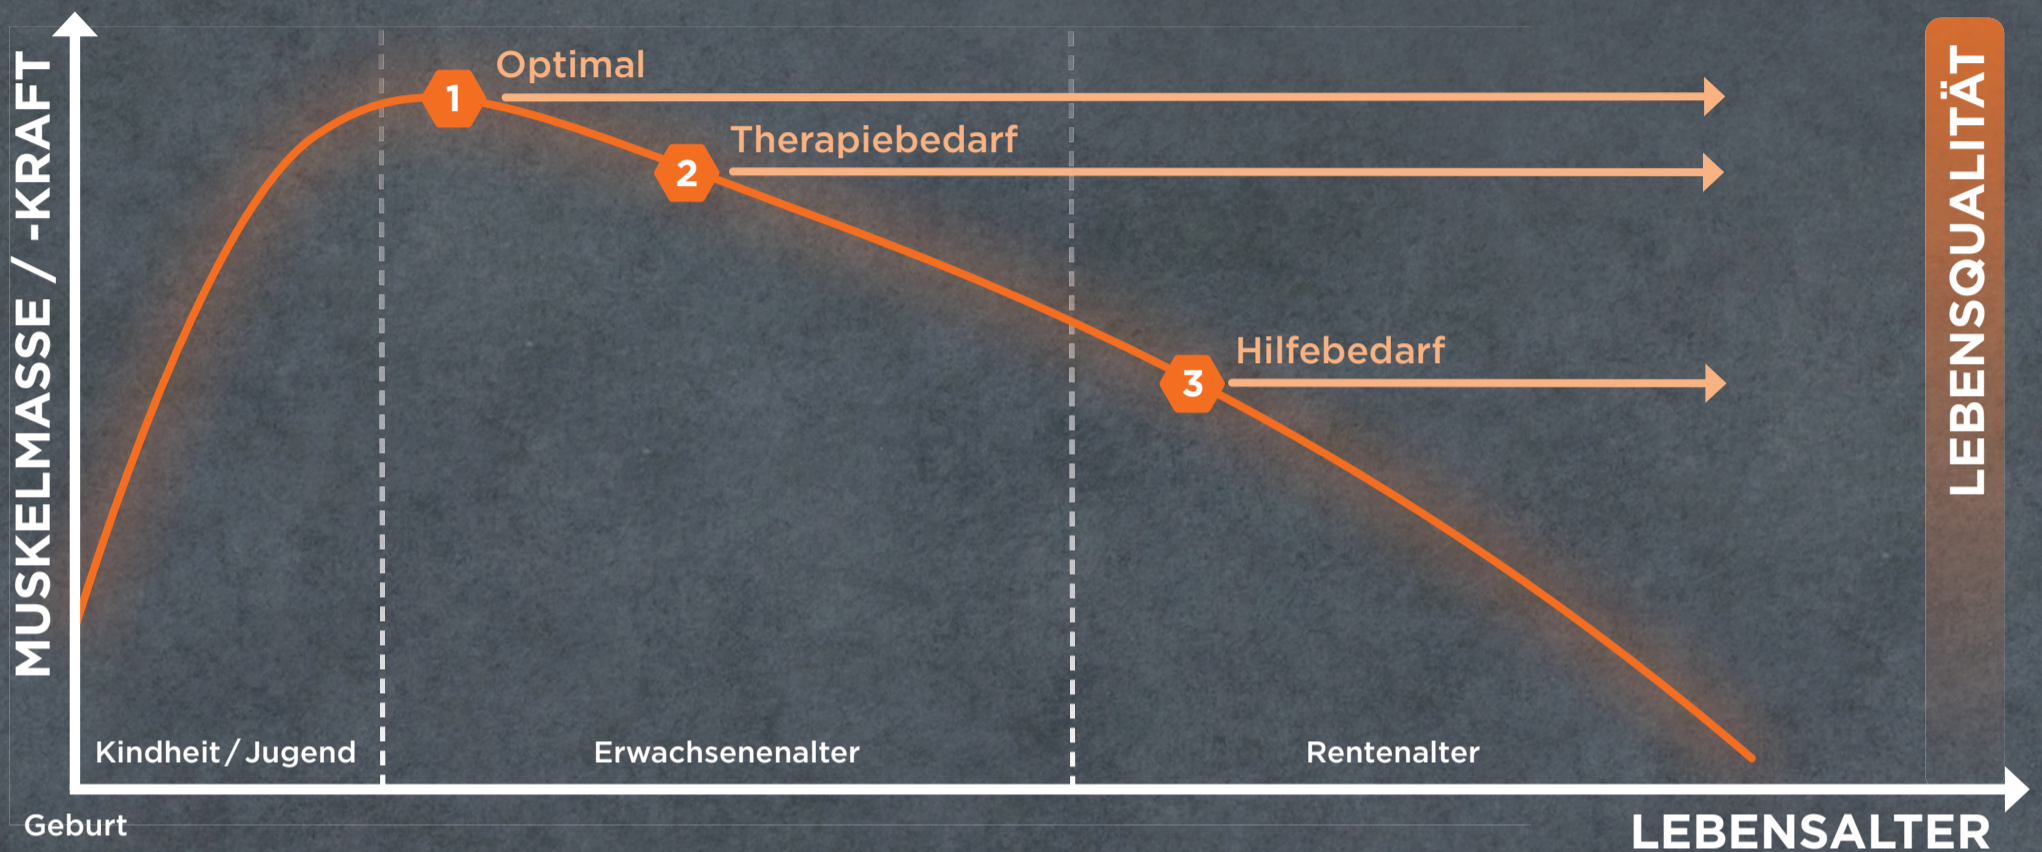 MUSKELMASSE / -KRAFT
Optimal
1
Therapiebedarf
2
Hilfebedarf
3
LEBENSQUALITÄT
Kindheit / Jugend
Erwachsenenalter
Rentenalter
Geburt
LEBENSALTER